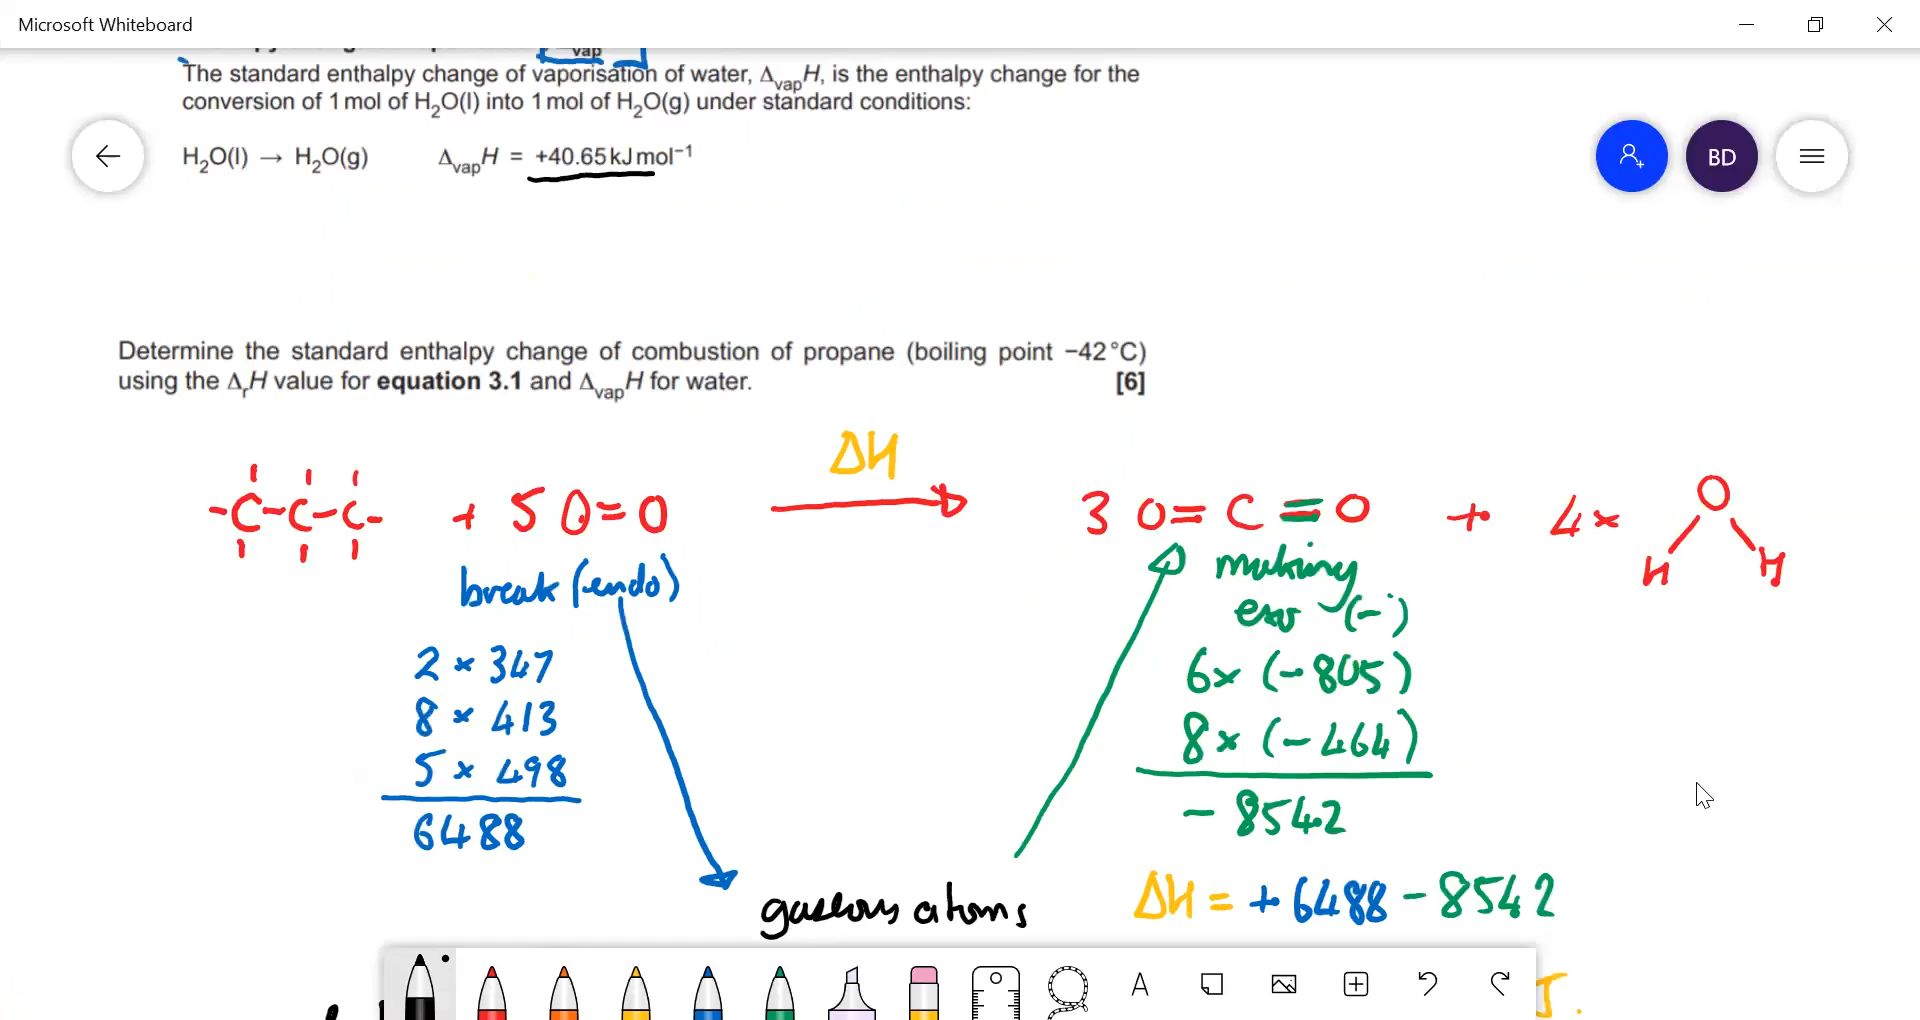 Microsoft Whiteboard
vap
The standard enthalpy change of vaporisation of water, ΔvapH, is the enthalpy change for the
conversion of 1 mol of H2O(l) into 1 mol of H2O(g) under standard conditions:
H2O(l) → H2O(g) ΔvapH = +40.65 kJ mol−1
BD
Determine the standard enthalpy change of combustion of propane (boiling point −42 °C)
using the ΔrH value for equation 3.1 and ΔvapH for water. [6]
ΔH
-C-C-C- + 5 O=O → 3 O=C=O + 4× O
H H
break (endo)
making
exo (-)
2 × 347
6× (-805)
8 × 413
8× (-464)
5 × 498
6488
- 8542
gaseous atoms
ΔH = + 6488 - 8542
A
J.